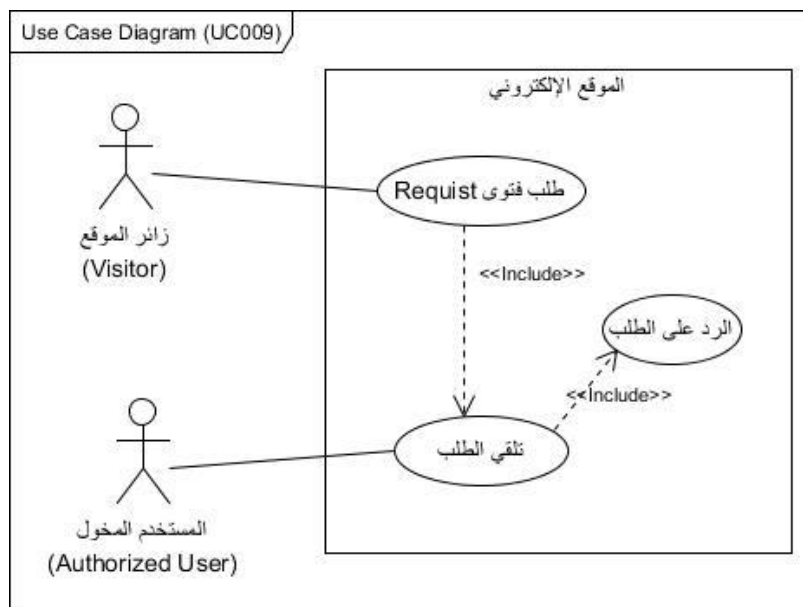 Use Case Diagram (UC009)
الموقع الإلكتروني
طلب فتوى Requist
زائر الموقع
(Visitor)
<<Include>>
الرد على الطلب
<<Include>>
تلقي الطلب
المستخدم المخول
(Authorized User)